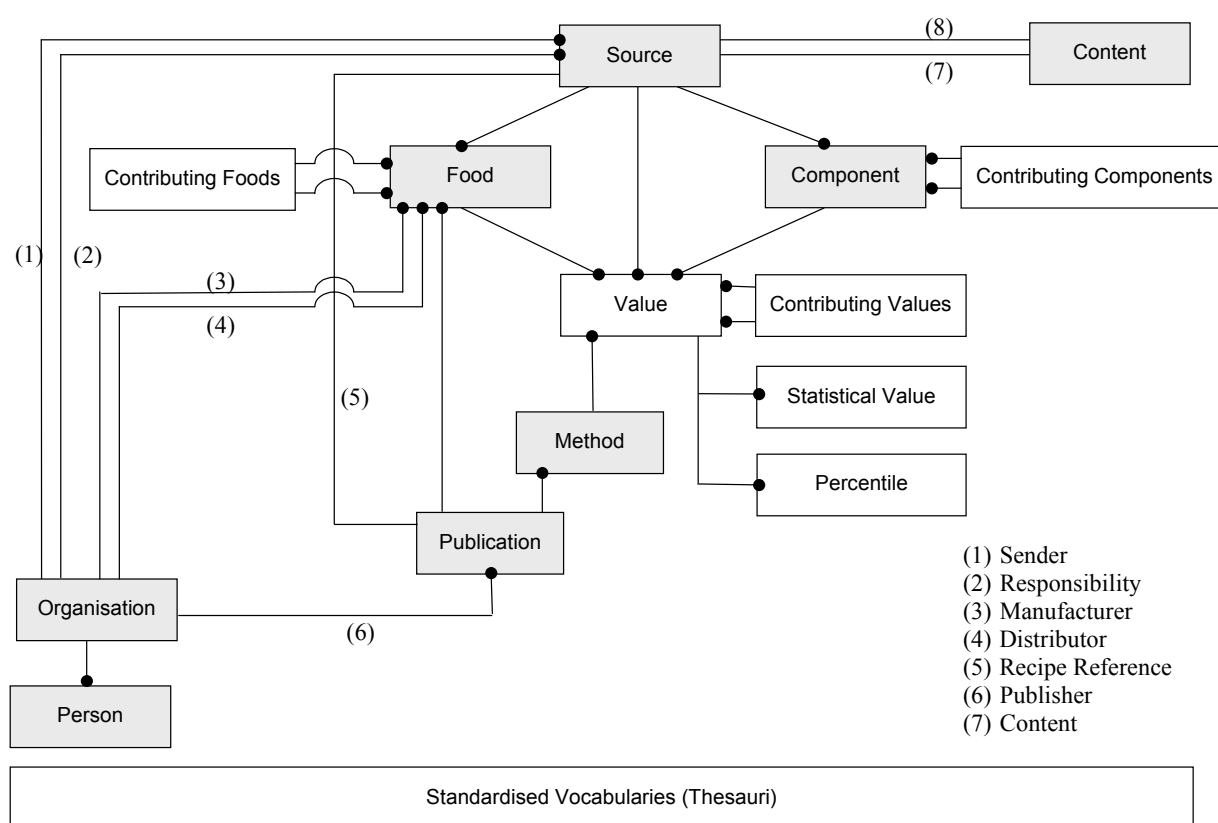 (8)
Source
Content
(7)
Contributing Foods
Food
Component
Contributing Components
(1)
(2)
(3)
(4)
Value
Contributing Values
(5)
Statistical Value
Method
Percentile
Publication
Organisation
(6)
Person
(1) Sender
(2) Responsibility
(3) Manufacturer
(4) Distributor
(5) Recipe Reference
(6) Publisher
(7) Content
Standardised Vocabularies (Thesauri)